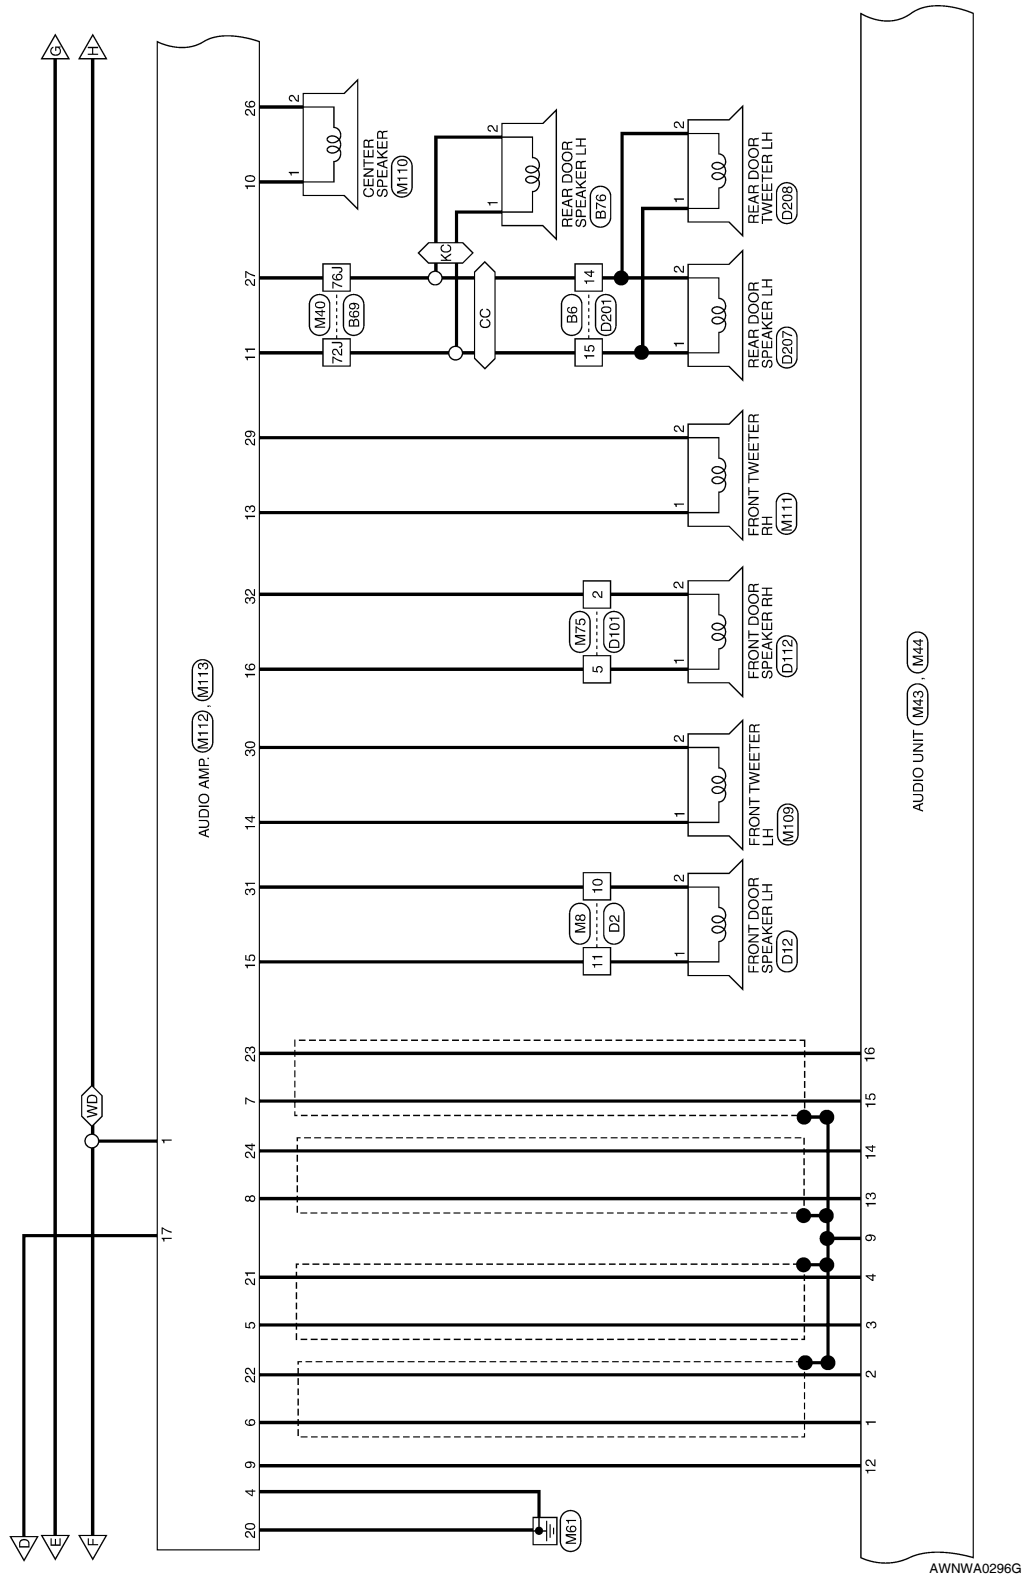 G
H
AUDIO AMP. M112 , M113
26
10
27
11
29
13
32
16
30
14
31
15
23
7
24
8
21
5
22
6
9
4
20
1
17
WD
D
E
F
2
1
CENTER
SPEAKER
M110
76J
M40
B69
72J
KC
CC
2
1
REAR DOOR
SPEAKER LH
B76
14
B6
D201
15
2
1
REAR DOOR
TWEETER LH
D208
2
1
REAR DOOR
SPEAKER LH
D207
2
1
FRONT TWEETER
RH
M111
2
M75
D101
5
2
1
FRONT DOOR
SPEAKER RH
D112
2
1
FRONT TWEETER
LH
M109
10
M8
D2
11
2
1
FRONT DOOR
SPEAKER LH
D12
M61
16
15
14
13
9
4
3
2
1
12
AUDIO UNIT M43 , M44
AWNWA0296G